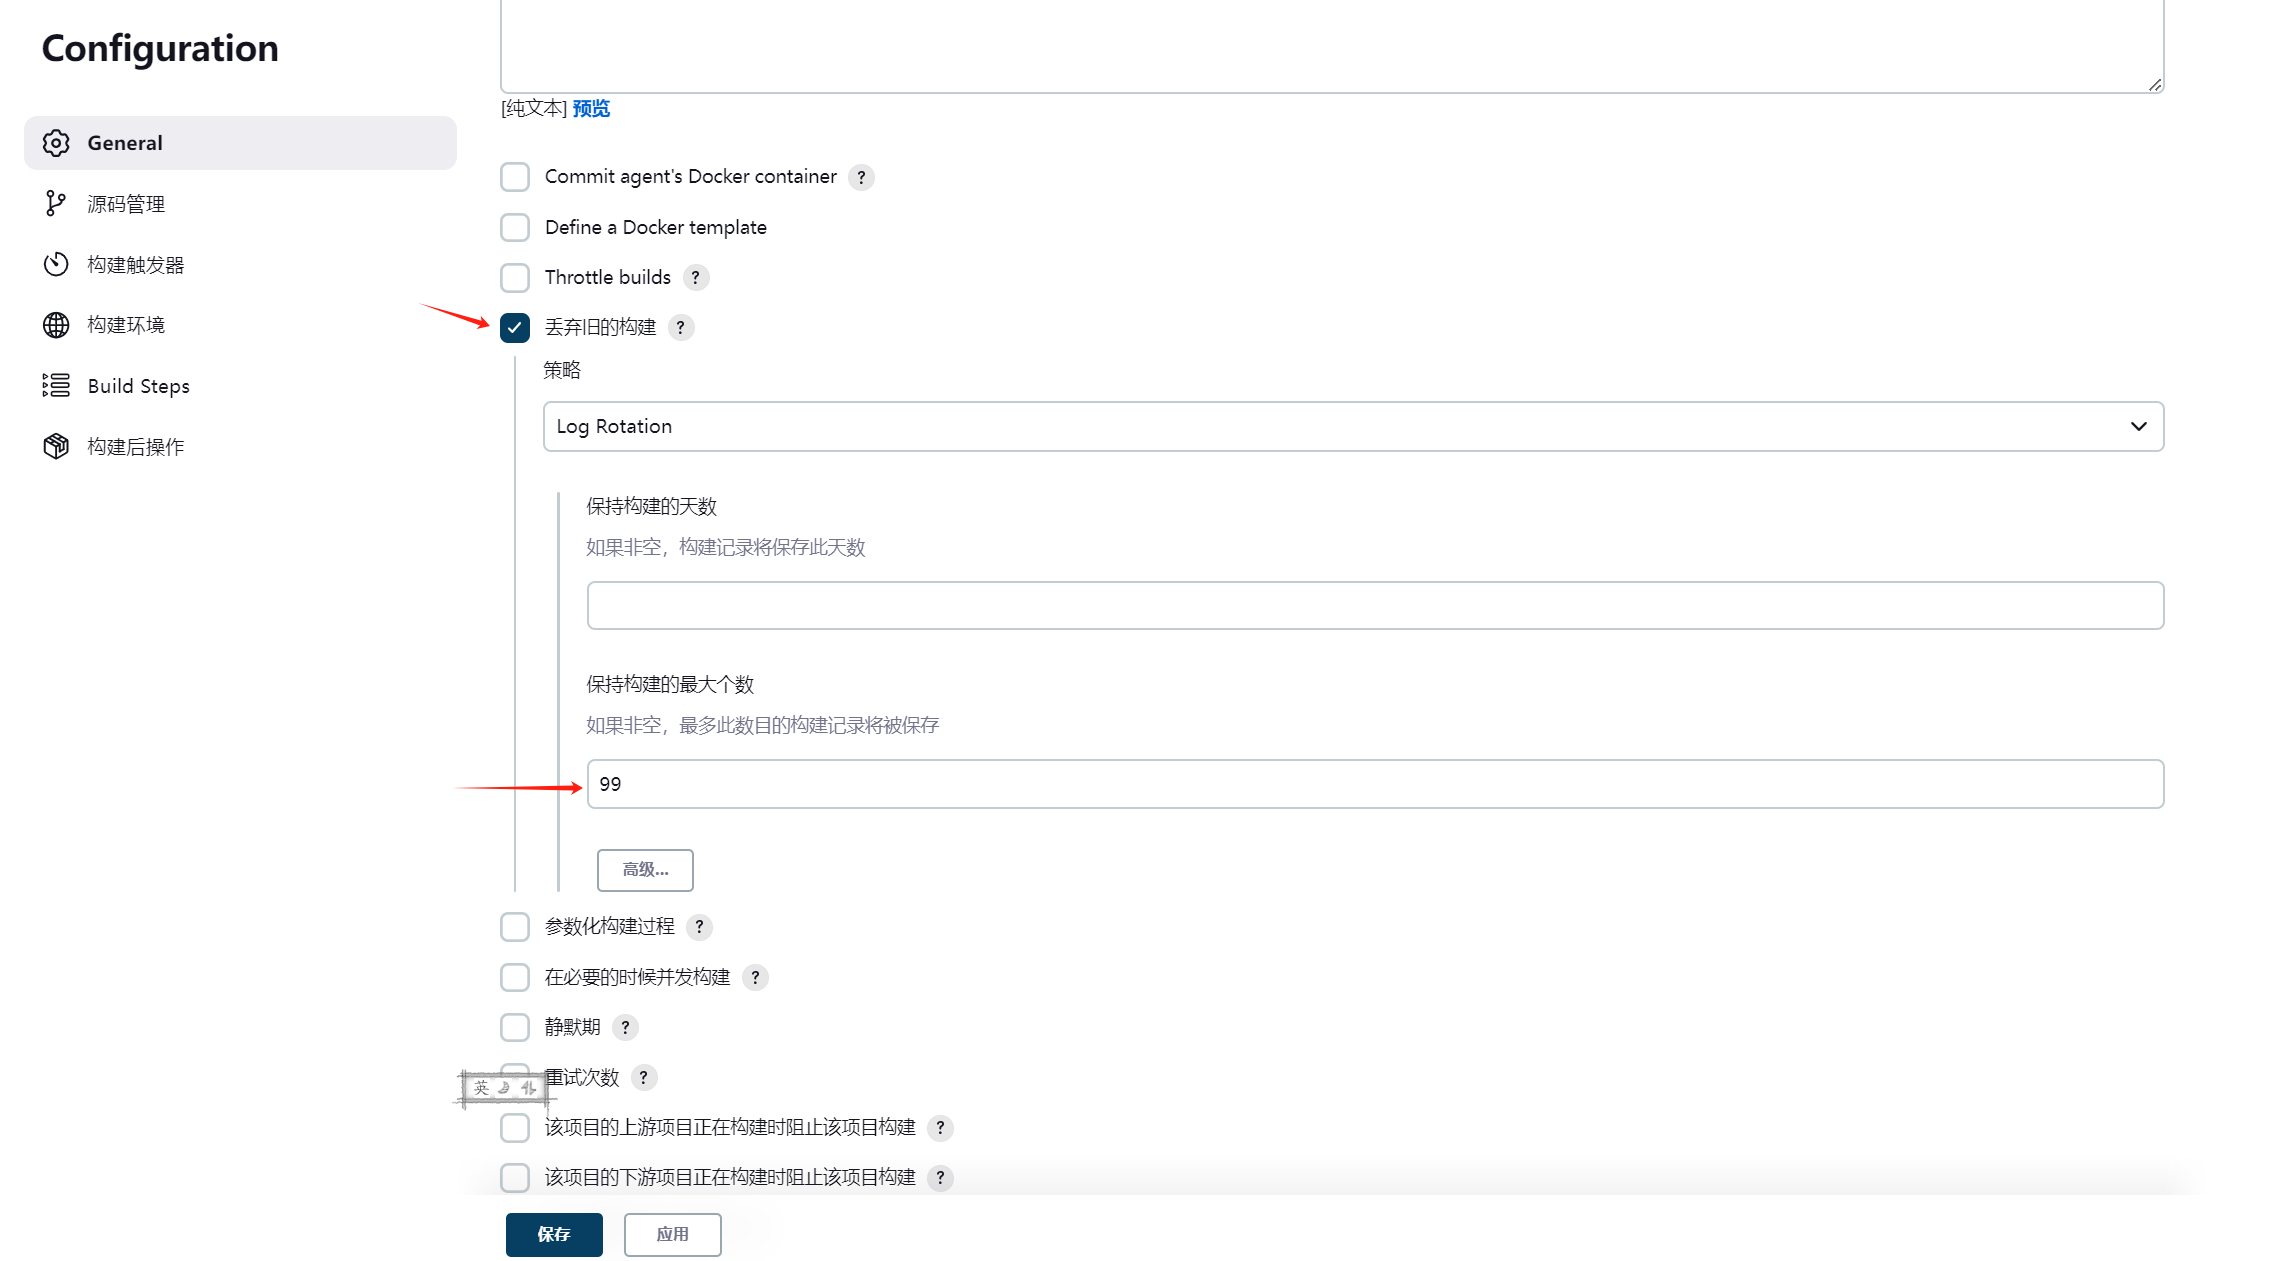 Configuration
General
源码管理
构建触发器
构建环境
Build Steps
构建后操作
[纯文本] 预览
Commit agent's Docker container ?
Define a Docker template
Throttle builds ?
丢弃旧的构建 ?
策略
Log Rotation
保持构建的天数
如果非空，构建记录将保存此天数
保持构建的最大个数
如果非空，最多此数目的构建记录将被保存
99
高级...
参数化构建过程 ?
在必要的时候并发构建 ?
静默期 ?
重试次数 ?
英
该项目的上游项目正在构建时阻止该项目构建 ?
该项目的下游项目正在构建时阻止该项目构建 ?
保存 应用